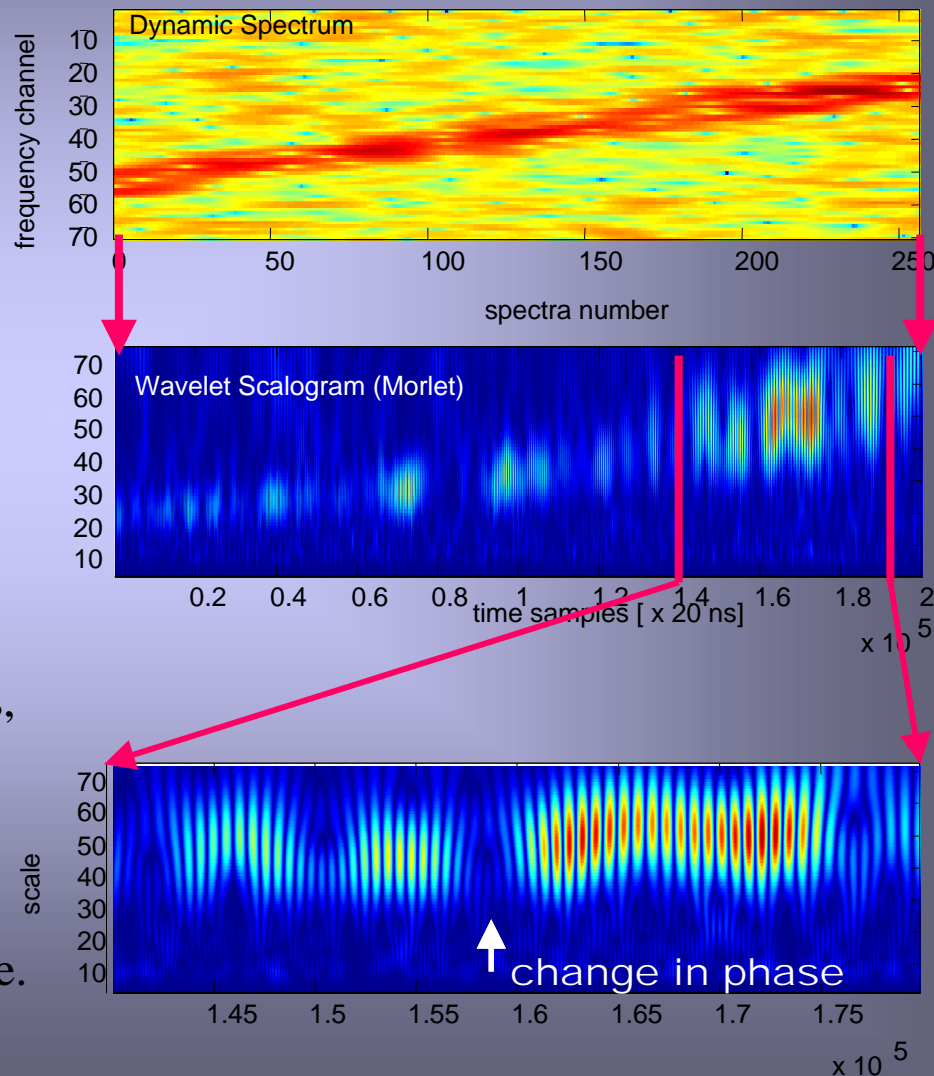 Dynamic Spectrum
frequency channel
10
20
30
40
50
60
70
0 50 100 150 200 250
spectra number
Wavelet Scalogram (Morlet)
70
60
50
40
30
20
10
0.2 0.4 0.6 0.8 1 1.2 1.4 1.6 1.8 2
time samples [ x 20 ns]
x 10 5
,
scale
70
60
50
40
30
20
10
change in phase
e.
1.45 1.5 1.55 1.6 1.65 1.7 1.75
x 10 5